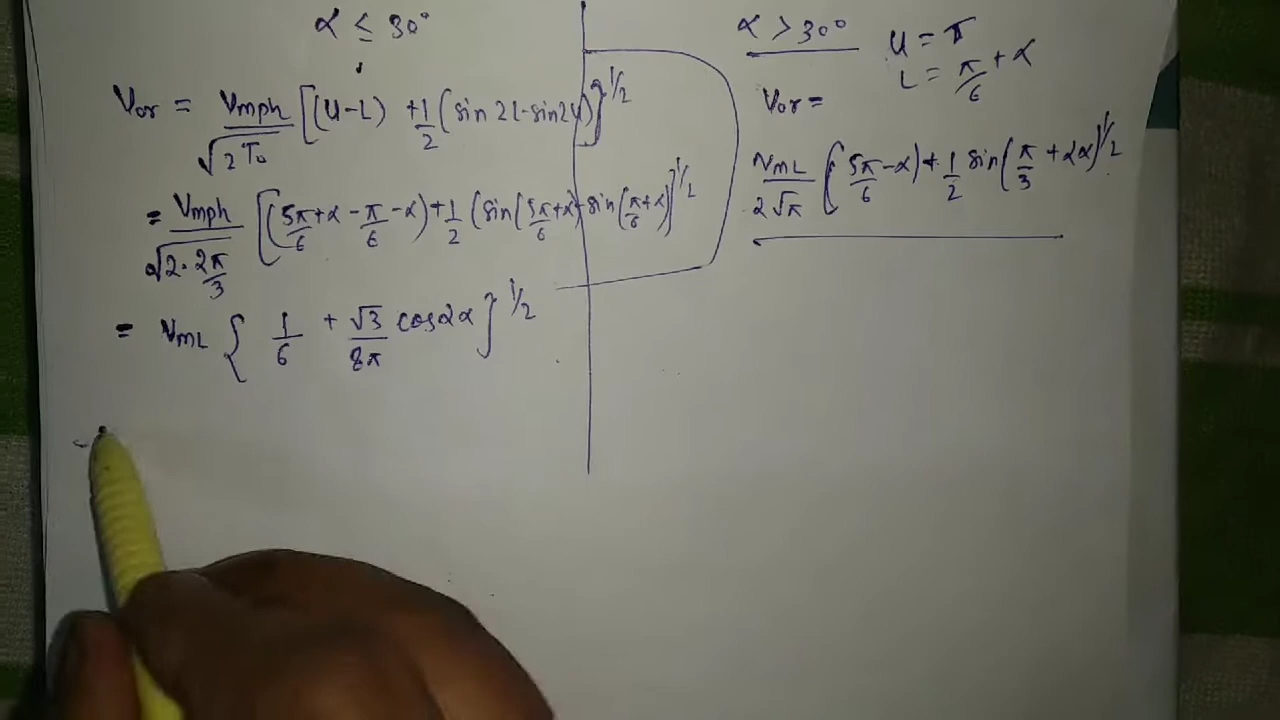 α ≤ 30°
Vor = Vmph/√(2T₀) [(U-L) + 1/2 (sin 2L - sin 2U)]^1/2
= Vmph/√(2·2π/3) [(5π/6 + α - π/6 - α) + 1/2 (sin(5π/6 + α) - sin(π/6 + α)]^1/2
= VmL { 1/6 + √3/8π cos2α }^1/2
α > 30°
U = π
L = π/6 + α
Vor =
VmL/2√π [(5π/6 - α) + 1/2 sin(π/3 + 2α)^1/2